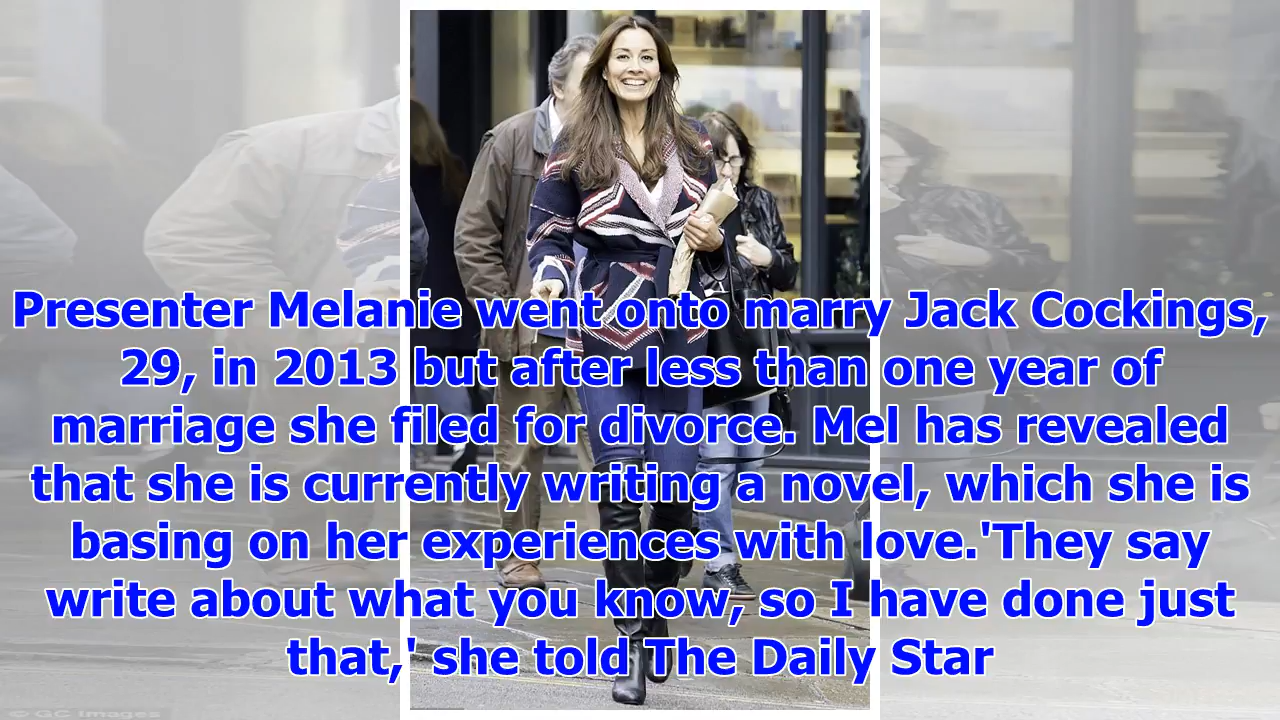 Presenter Melanie went onto marry Jack Cockings,
29, in 2013 but after less than one year of
marriage she filed for divorce. Mel has revealed
that she is currently writing a novel, which she is
basing on her experiences with love.'They say
write about what you know, so I have done just
that,' she told The Daily Star
© GC Images